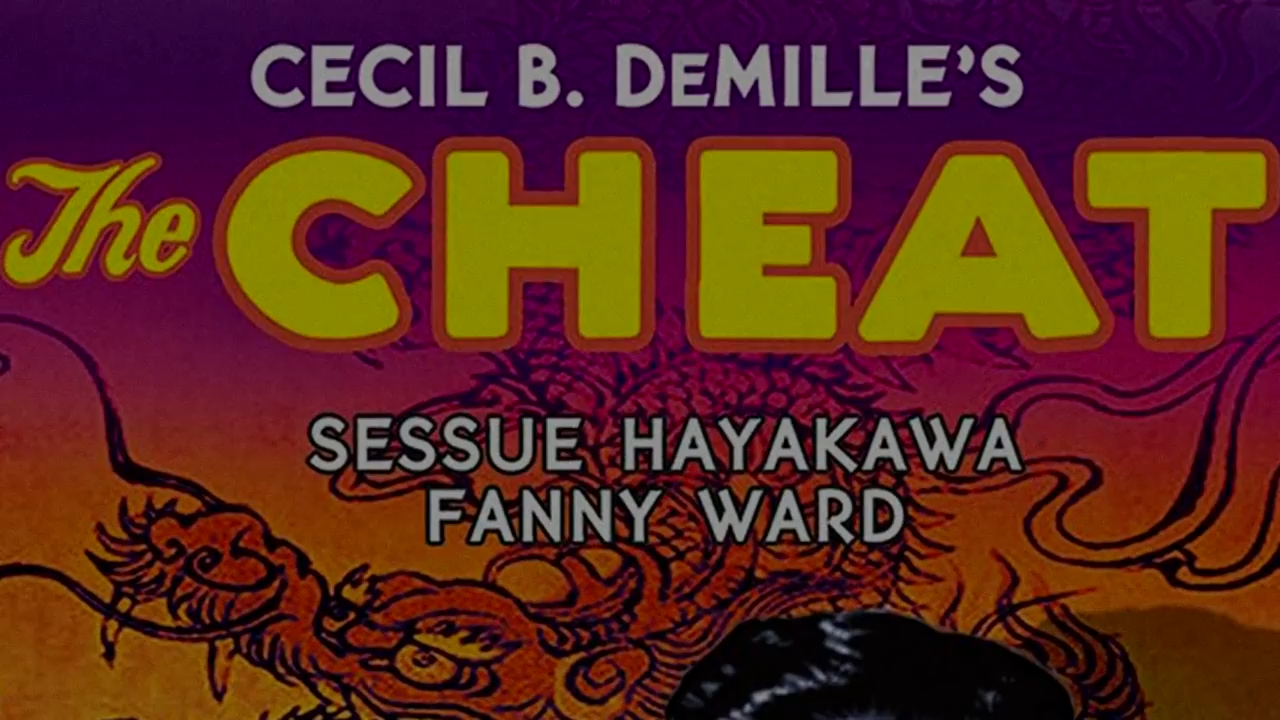 CECIL B. DEMILLE'S
The CHEAT
SESSUE HAYAKAWA
FANNY WARD